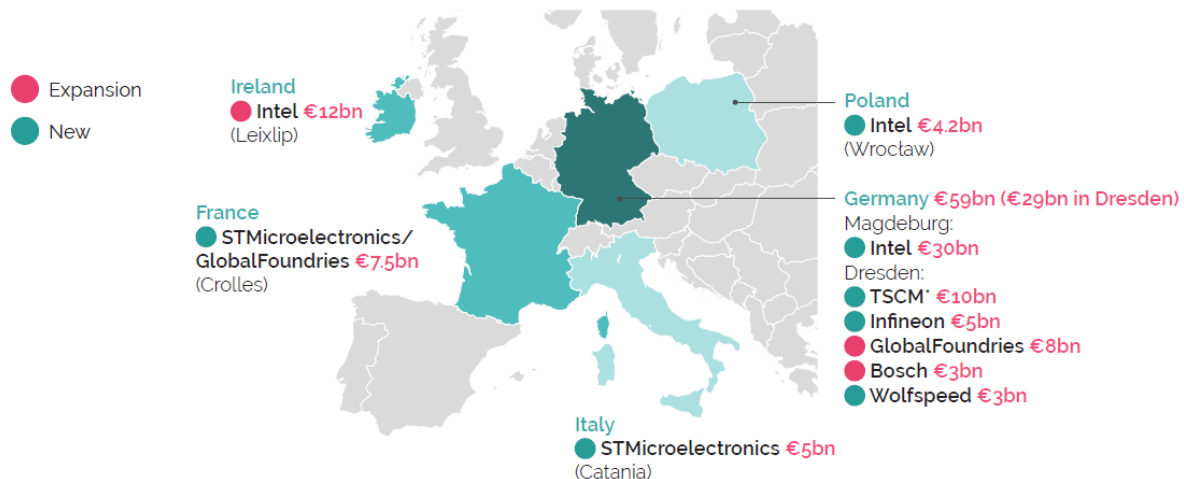 Expansion
New
Ireland
Intel €12bn
(Leixlip)
France
STMicroelectronics/
GlobalFoundries €7.5bn
(Crolles)
Italy
STMicroelectronics €5bn
(Catania)
Poland
Intel €4.2bn
(Wrocław)
Germany €59bn (€29bn in Dresden)
Magdeburg:
Intel €30bn
Dresden:
TSCM* €10bn
Infineon €5bn
GlobalFoundries €8bn
Bosch €3bn
Wolfspeed €3bn